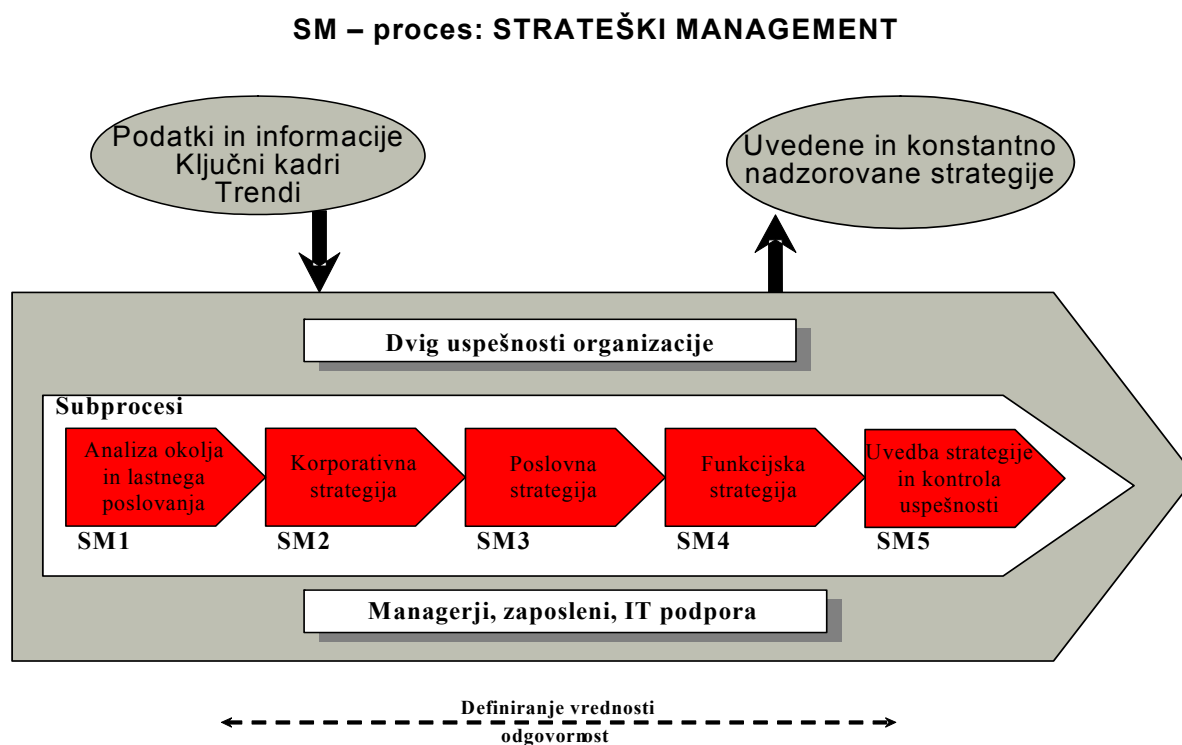 SM – proces: STRATEŠKI MANAGEMENT
Podatki in informacije
Ključni kadri
Trendi
Uvedene in konstantno
nadzorovane strategije
Dvig uspešnosti organizacije
Subprocesi
Analiza okolja
in lastnega
poslovanja
SM1
Korporativna
strategija
SM2
Poslovna
strategija
SM3
Funkcijska
strategija
SM4
Uvedba strategije
in kontrola
uspešnosti
SM5
Managerji, zaposleni, IT podpora
Definiranje vrednosti
odgovornost